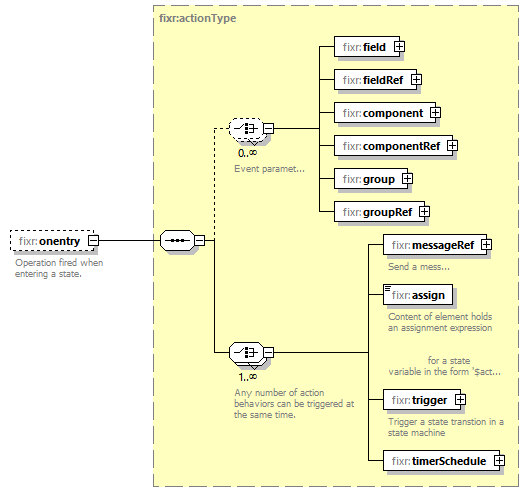 fixr:actionType
fixr:field
fixr:fieldRef
fixr:component
0..∞
Event paramet...
fixr:componentRef
fixr:group
fixr:groupRef
fixr:onentry
Operation fired when
entering a state.
fixr:messageRef
Send a mess...
fixr:assign
Content of element holds
an assignment expression
for a state
variable in the form '$act...
1..∞
Any number of action
behaviors can be triggered at
the same time.
fixr:trigger
Trigger a state transtion in a
state machine
fixr:timerSchedule